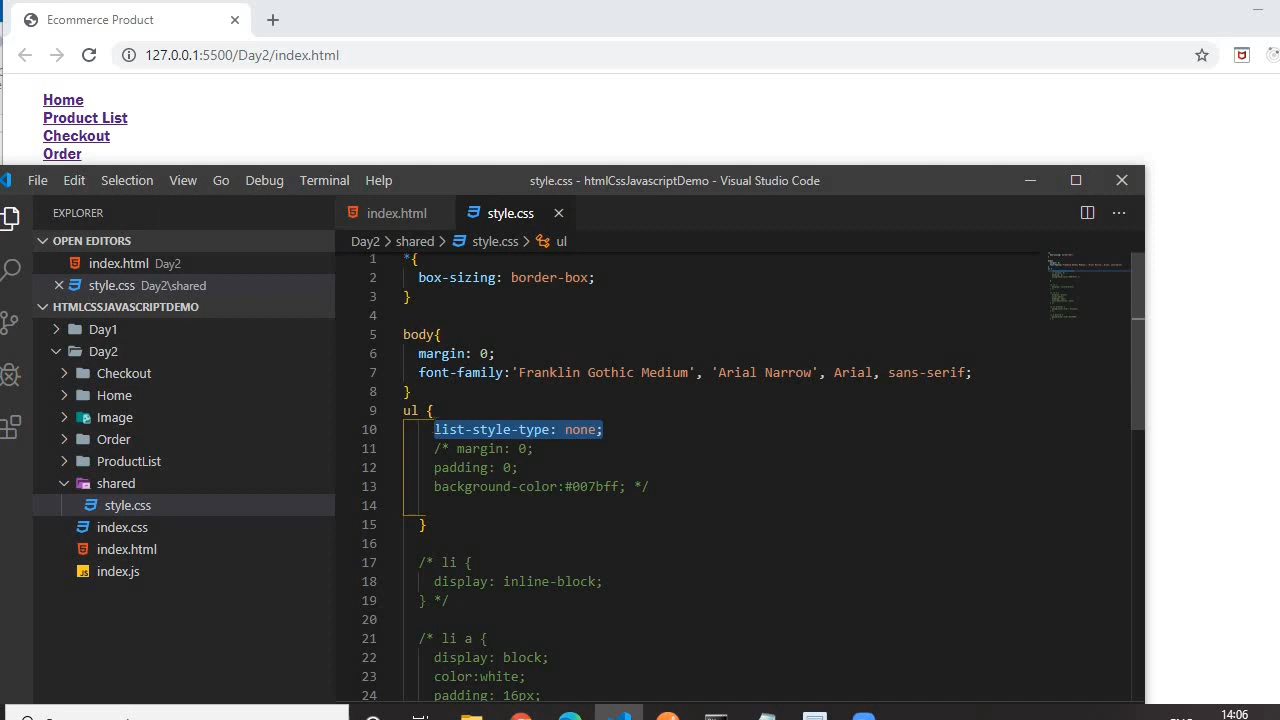 Ecommerce Product
127.0.0.1:5500/Day2/index.html
Home
Product List
Checkout
Order
File Edit Selection View Go Debug Terminal Help
style.css - htmlCssJavascriptDemo - Visual Studio Code
EXPLORER
OPEN EDITORS
index.html Day2
style.css Day2\shared
HTMLCSSJAVASCRIPTDEMO
Day1
Day2
Checkout
Home
Image
Order
ProductList
shared
style.css
index.css
index.html
index.js
index.html
style.css
Day2 > shared > style.css > ul
1 *{
2 box-sizing: border-box;
3 }
4
5 body{
6 margin: 0;
7 font-family:'Franklin Gothic Medium', 'Arial Narrow', Arial, sans-serif;
8 }
9 ul {
10 list-style-type: none;
11 /* margin: 0;
12 padding: 0;
13 background-color:#007bff; */
14
15 }
16
17 /* li {
18 display: inline-block;
19 } */
20
21 /* li a {
22 display: block;
23 color:white;
24 padding: 16px;
14:06